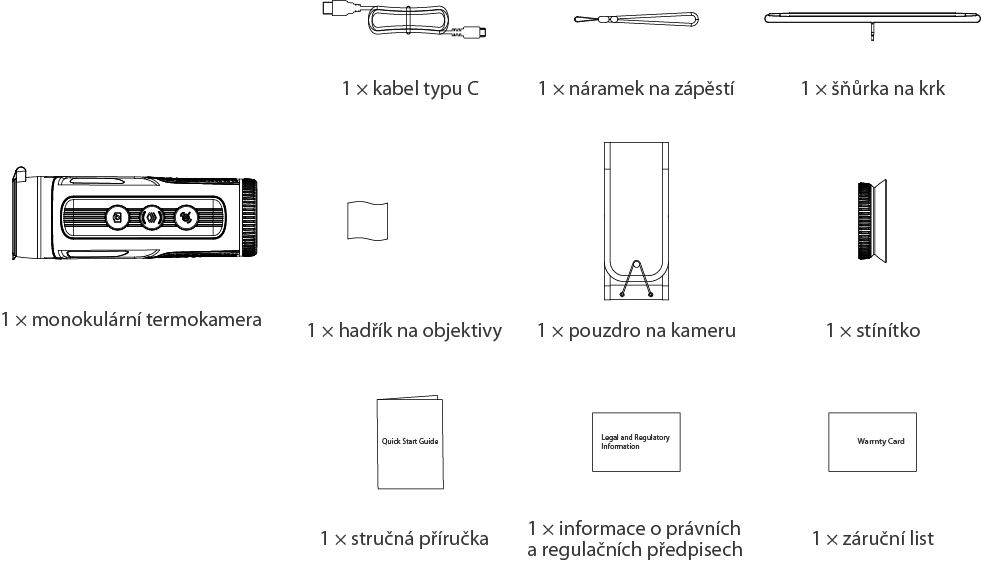 1 × kabel typu C
1 × náramek na zápěstí
1 × šňůrka na krk
1 × monokulární termokamera
1 × hadřík na objektivy
1 × pouzdro na kameru
1 × stínítko
Quick Start Guide
Legal and Regulatory
Information
Warrnty Card
1 × stručná příručka
1 × informace o právních
a regulačních předpisech
1 × záruční list